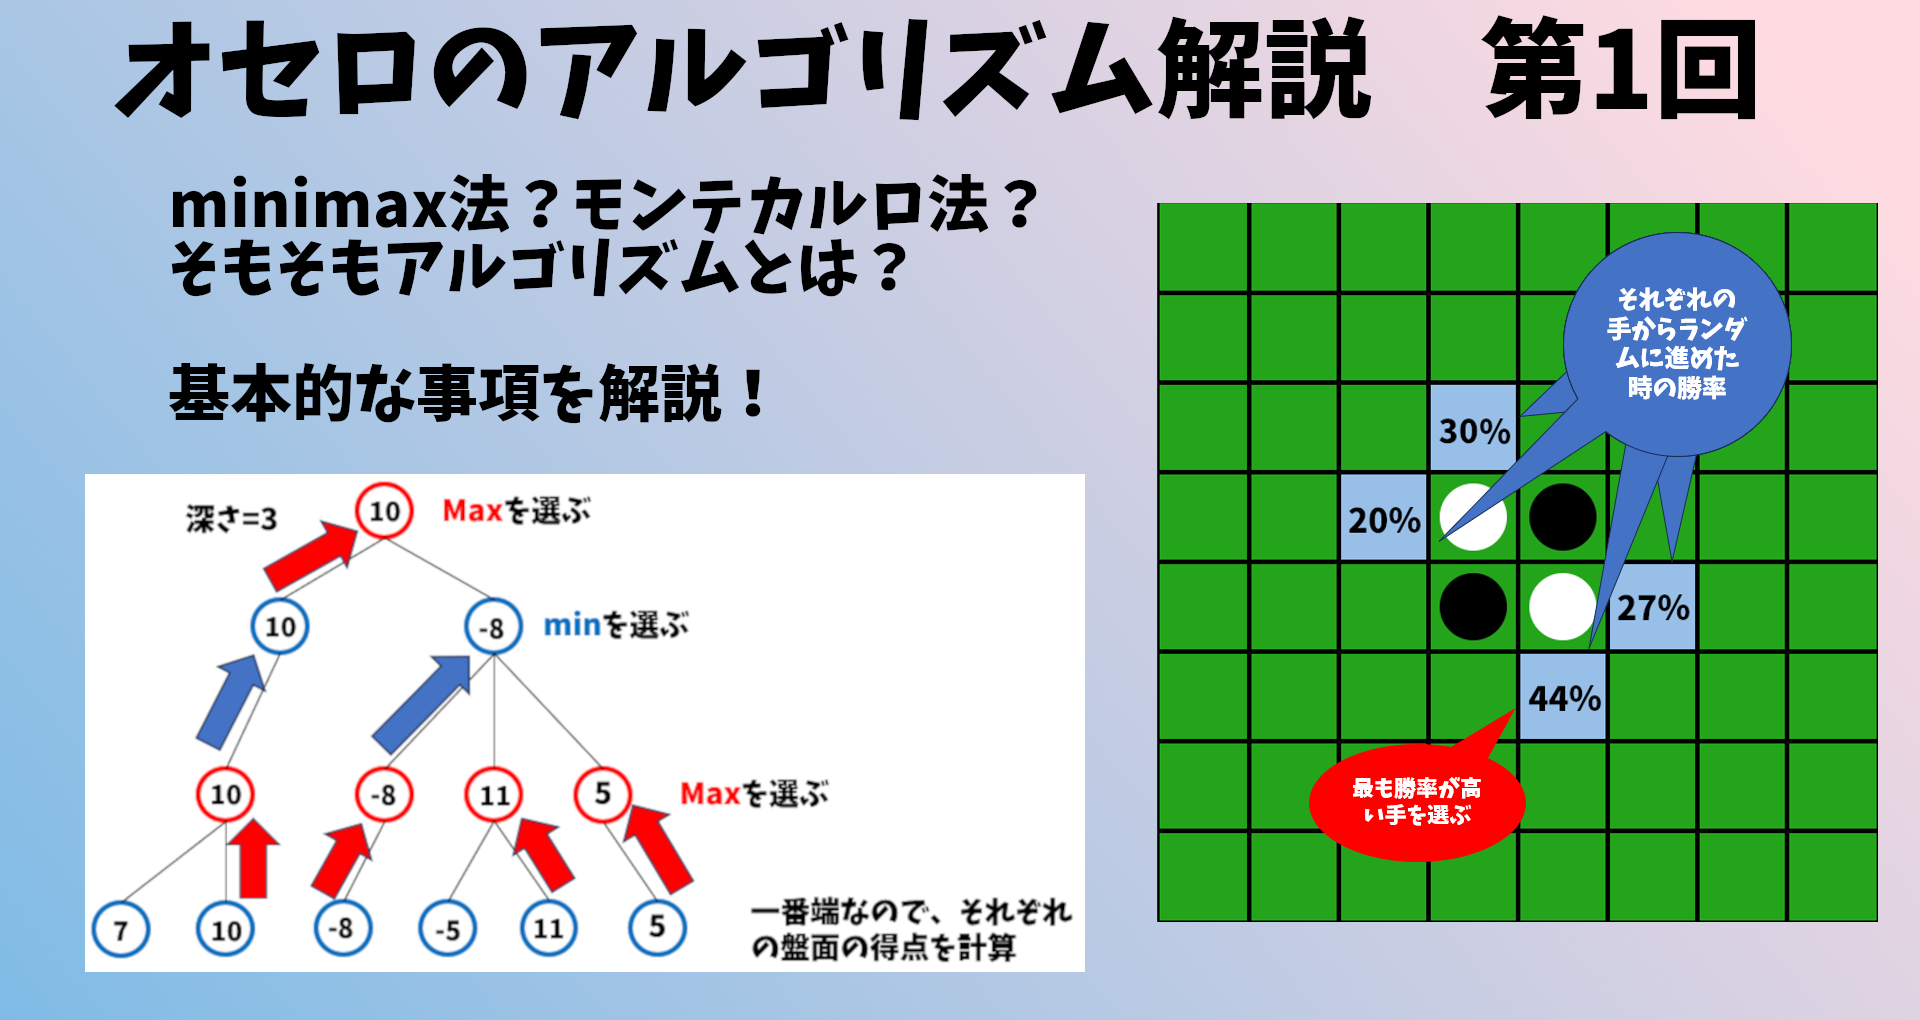 オセロのアルゴリズム解説　第1回
minimax法？モンテカルロ法？
そもそもアルゴリズムとは？
基本的な事項を解説！
深さ=3
10
Maxを選ぶ
10
-8
minを選ぶ
10
-8
11
5
Maxを選ぶ
7
10
-8
-5
11
5
一番端なので、それぞれ
の盤面の得点を計算
それぞれの
手からランダ
ムに進めた
時の勝率
30%
20%
27%
44%
最も勝率が高
い手を選ぶ